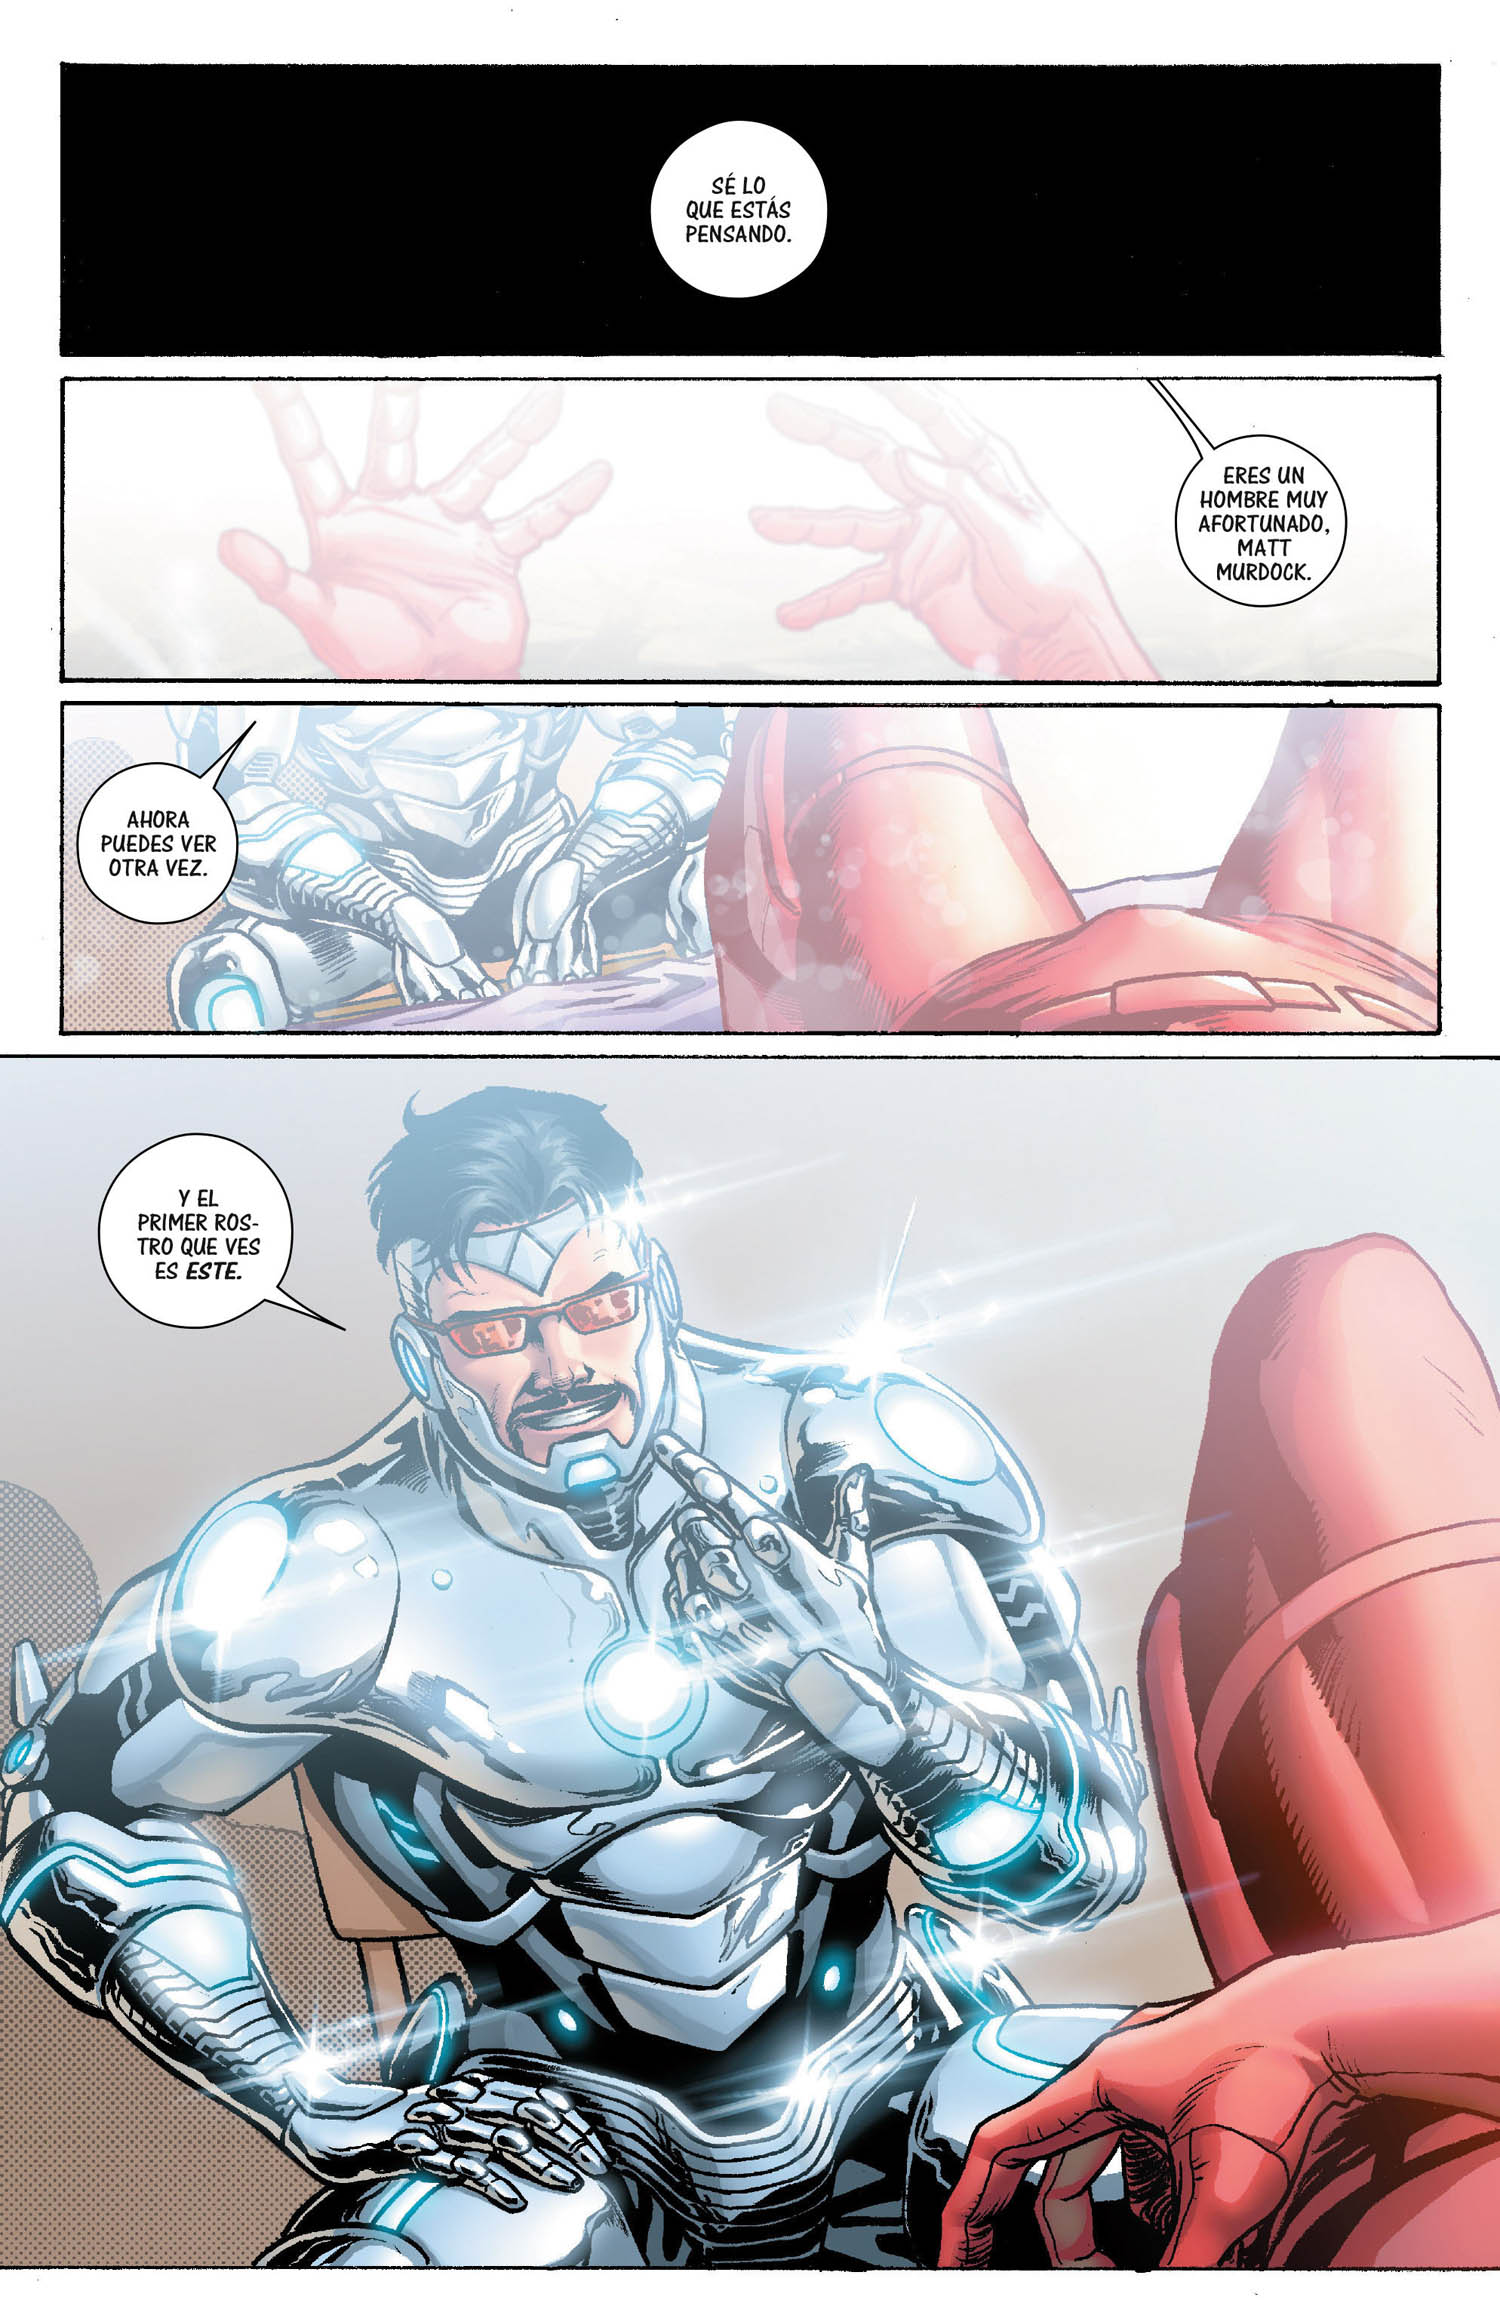 SÉ LO
QUE ESTÁS
PENSANDO.
ERES UN
HOMBRE MUY
AFORTUNADO,
MATT
MURDOCK.
AHORA
PUEDES VER
OTRA VEZ.
Y EL
PRIMER ROS-
TRO QUE VES
ES ESTE.